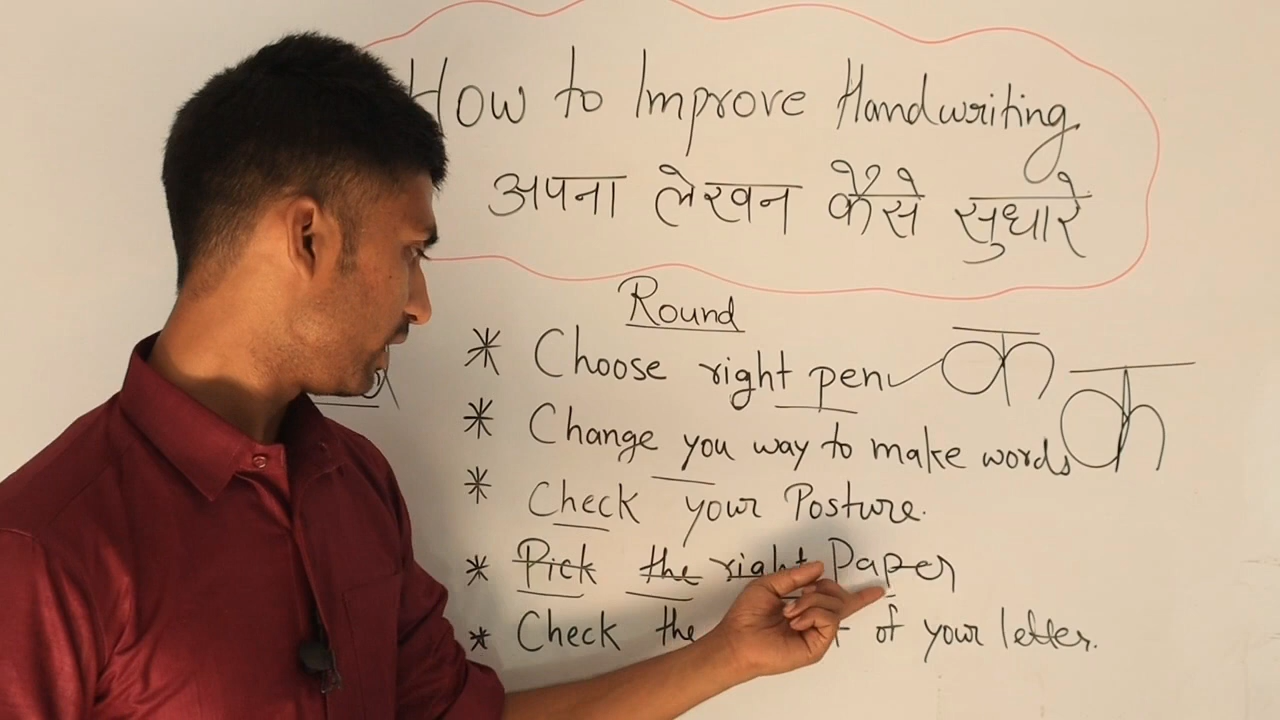 How to Improve Handwriting
अपना लेखन कैसे सुधारे
Round
* Choose right pen✓ क क
* Change you way to make words
* Check your Posture.
* ~~Pick~~ ~~the~~ ~~right~~ Paper
* Check the of your letter.